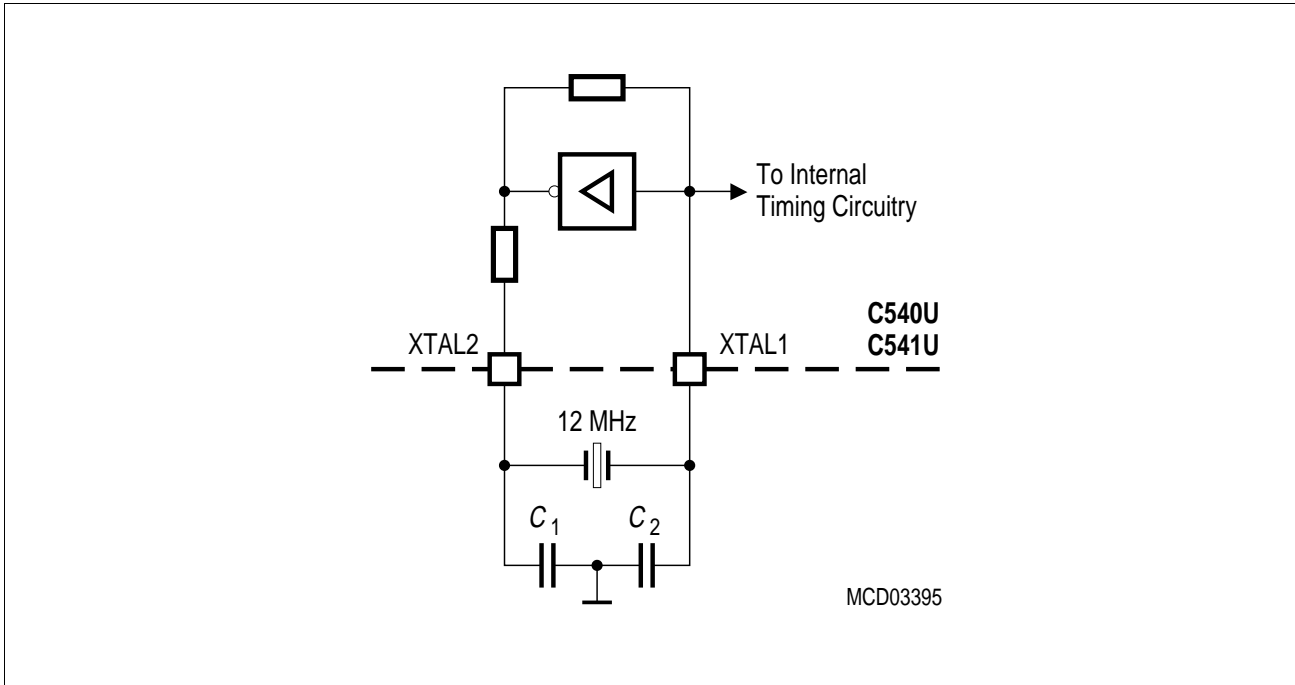 To Internal
Timing Circuitry
C540U
C541U
XTAL2
XTAL1
12 MHz
C1
C2
MCD03395